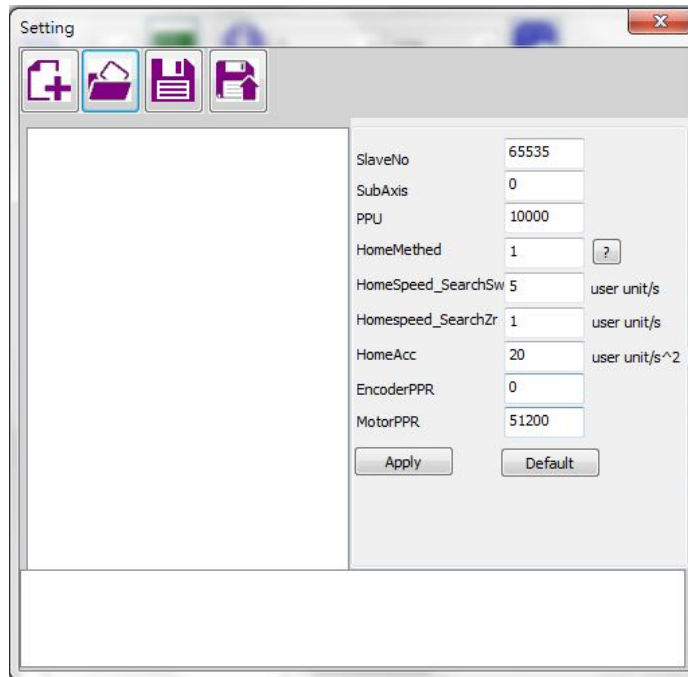 Setting
SlaveNo 65535
SubAxis 0
PPU 10000
HomeMethed 1 ?
HomeSpeed_SearchSw 5 user unit/s
Homespeed_SearchZr 1 user unit/s
HomeAcc 20 user unit/s^2
EncoderPPR 0
MotorPPR 51200
Apply Default